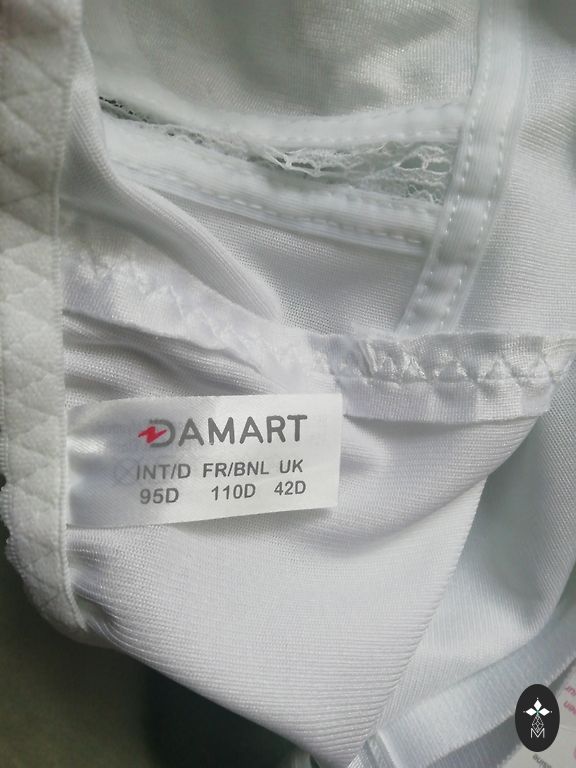 DAMART
INT/D FR/BNL UK
95D 110D 42D